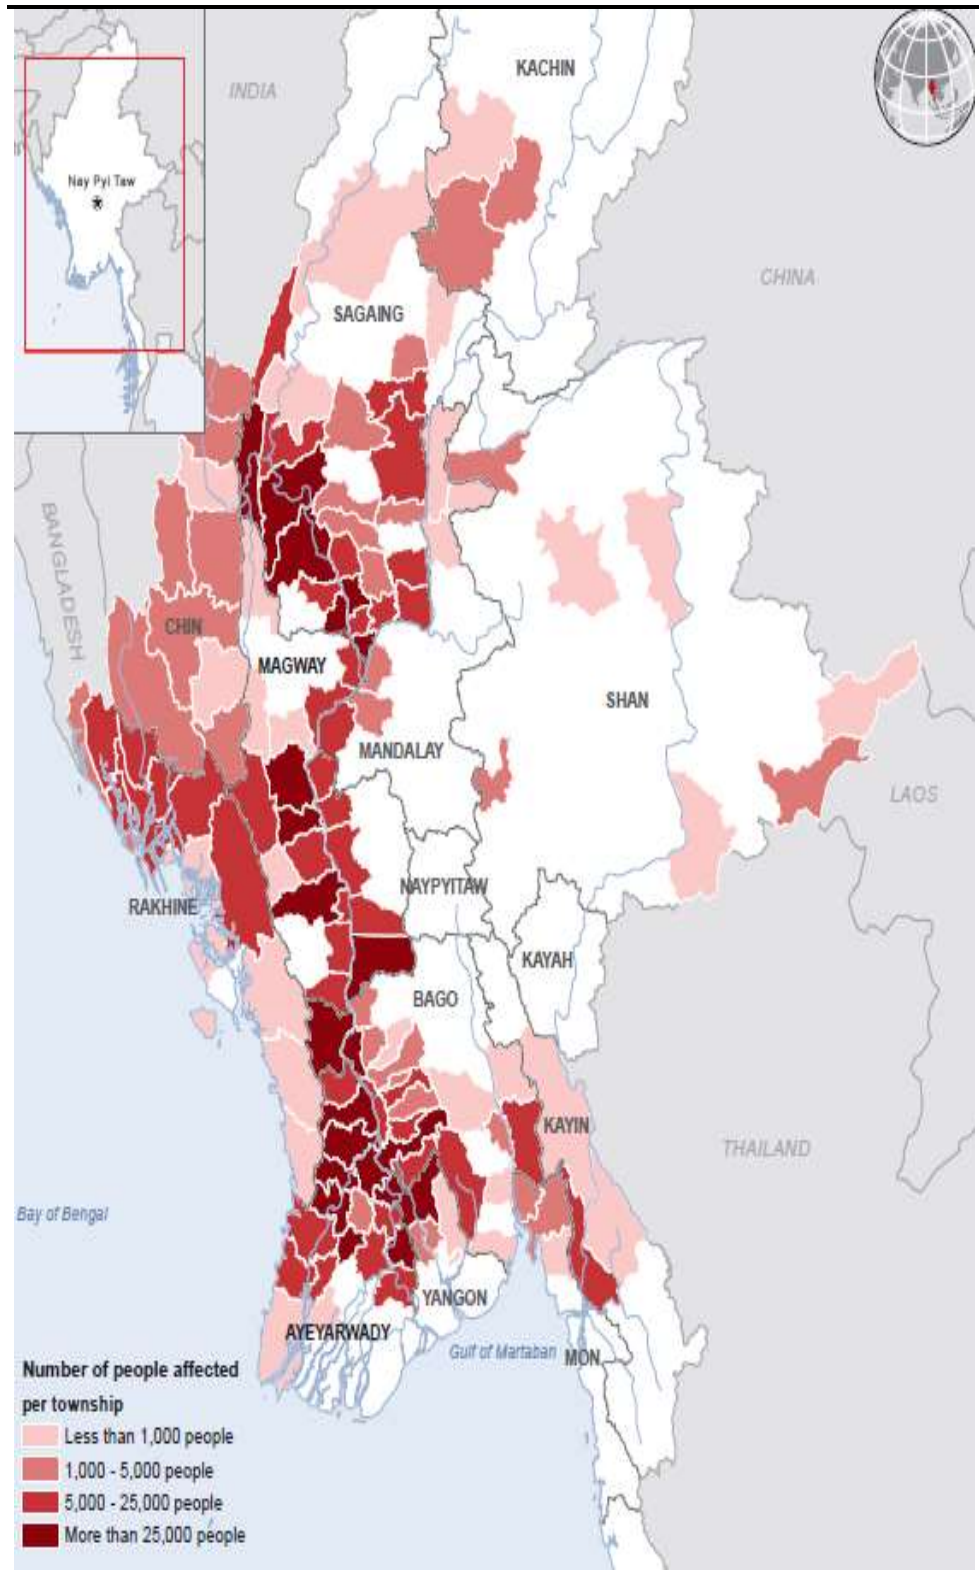 KACHIN
INDIA
Nay Pyi Taw
CHINA
SAGAING
BANGLADESH
CHIN
MAGWAY
SHAN
MANDALAY
LAOS
NAYPYITAW
RAKHINE
KAYAH
BAGO
KAYIN
THAILAND
Bay of Bengal
YANGON
AYEYARWADY
Gulf of Martaban
MON
Number of people affected
per township
Less than 1,000 people
1,000 - 5,000 people
5,000 - 25,000 people
More than 25,000 people